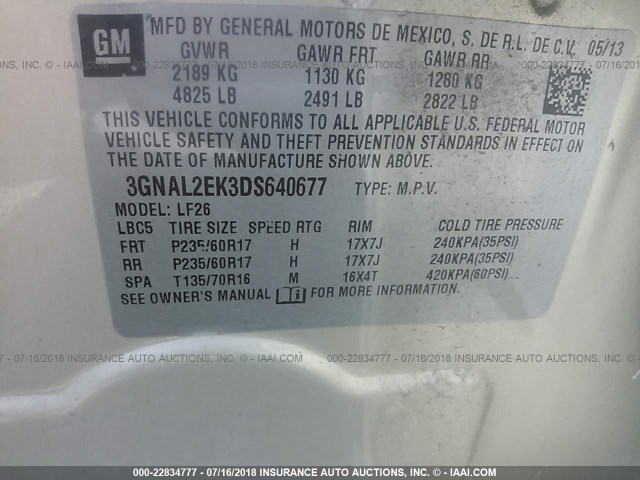 GM
MFD BY GENERAL MOTORS DE MEXICO, S. DE R.L. DE C.V. 05/13
GVWR GAWR FRT GAWR RR
2189 KG 1130 KG 1280 KG
4825 LB 2491 LB 2822 LB
THIS VEHICLE CONFORMS TO ALL APPLICABLE U.S. FEDERAL MOTOR
VEHICLE SAFETY AND THEFT PREVENTION STANDARDS IN EFFECT ON
THE DATE OF MANUFACTURE SHOWN ABOVE.
3GNAL2EK3DS640677 TYPE: M.P.V.
MODEL: LF26
LBC5 TIRE SIZE SPEED RTG RIM COLD TIRE PRESSURE
FRT P235/60R17 H 17X7J 240KPA(35PSI)
RR P235/60R17 H 17X7J 240KPA(35PSI)
SPA T135/70R16 M 16X4T 420KPA(60PSI)
SEE OWNER'S MANUAL FOR MORE INFORMATION.
000-22834777 - 07/16/2018 INSURANCE AUTO AUCTIONS, INC. - © - IAAI.COM